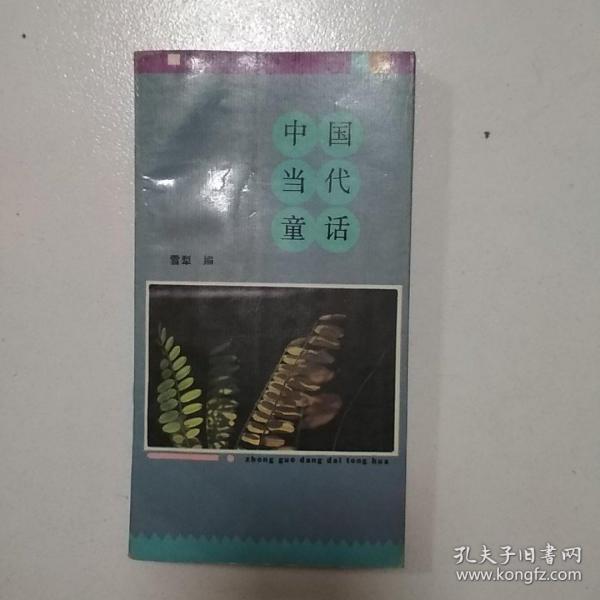 中国
当代
童话
雪犁 编
zhong guo dang dai tong hua
孔夫子旧书网
www.kongfz.com